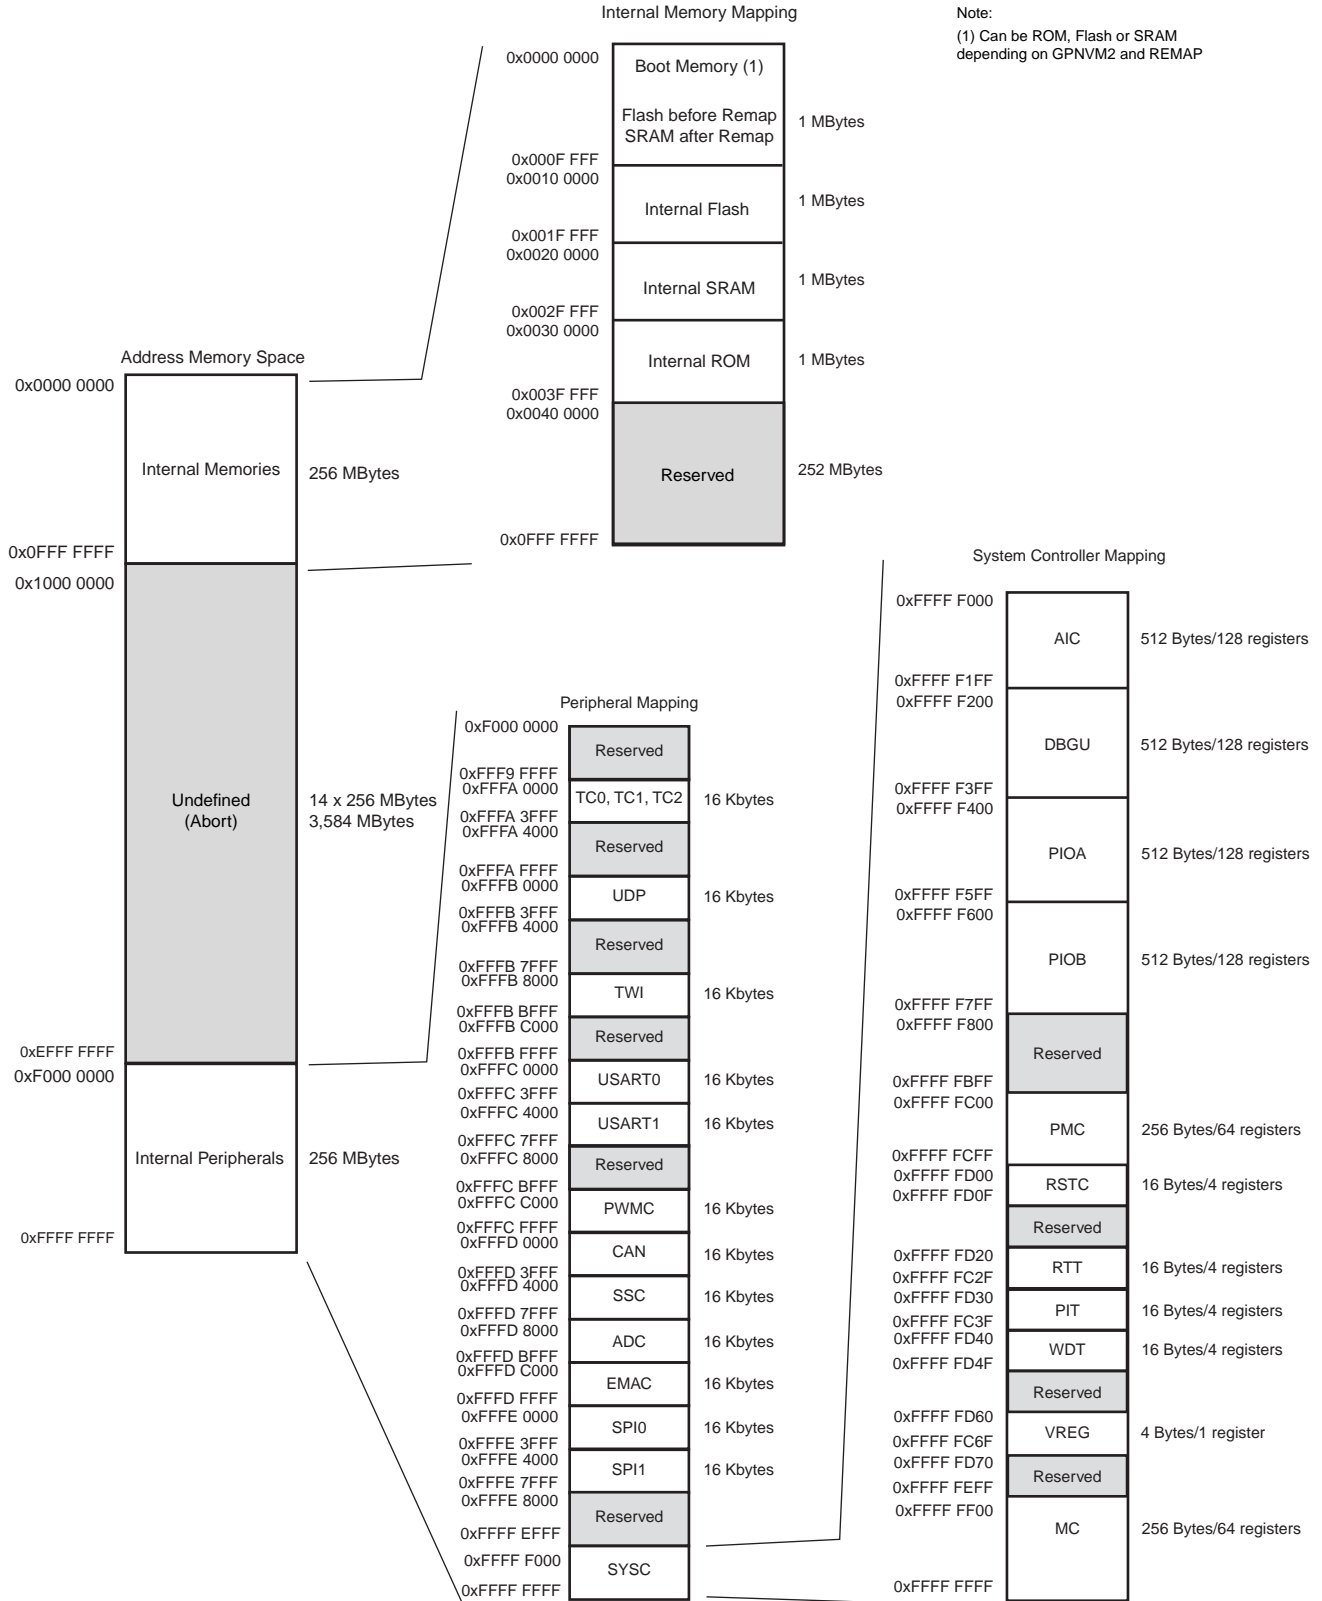 Internal Memory Mapping
Note:
(1) Can be ROM, Flash or SRAM
depending on GPNVM2 and REMAP
0x0000 0000
Boot Memory (1)
Flash before Remap
SRAM after Remap
1 MBytes
0x000F FFF
0x0010 0000
Internal Flash
1 MBytes
0x001F FFF
0x0020 0000
Internal SRAM
1 MBytes
0x002F FFF
0x0030 0000
Internal ROM
1 MBytes
0x003F FFF
0x0040 0000
Reserved
252 MBytes
0x0FFF FFFF
Address Memory Space
0x0000 0000
Internal Memories
256 MBytes
0x0FFF FFFF
0x1000 0000
Undefined
(Abort)
14 x 256 MBytes
3,584 MBytes
0xEFFF FFFF
0xF000 0000
Internal Peripherals
256 MBytes
0xFFFF FFFF
Peripheral Mapping
0xF000 0000
Reserved
0xFFF9 FFFF
0xFFFA 0000
TC0, TC1, TC2
16 Kbytes
0xFFFA 3FFF
0xFFFA 4000
Reserved
0xFFFA FFFF
0xFFFB 0000
UDP
16 Kbytes
0xFFFB 3FFF
0xFFFB 4000
Reserved
0xFFFB 7FFF
0xFFFB 8000
TWI
16 Kbytes
0xFFFB BFFF
0xFFFB C000
Reserved
0xFFFB FFFF
0xFFFC 0000
USART0
16 Kbytes
0xFFFC 3FFF
0xFFFC 4000
USART1
16 Kbytes
0xFFFC 7FFF
0xFFFC 8000
Reserved
0xFFFC BFFF
0xFFFC C000
PWMC
16 Kbytes
0xFFFC FFFF
0xFFFD 0000
CAN
16 Kbytes
0xFFFD 3FFF
0xFFFD 4000
SSC
16 Kbytes
0xFFFD 7FFF
0xFFFD 8000
ADC
16 Kbytes
0xFFFD BFFF
0xFFFD C000
EMAC
16 Kbytes
0xFFFD FFFF
0xFFFE 0000
SPI0
16 Kbytes
0xFFFE 3FFF
0xFFFE 4000
SPI1
16 Kbytes
0xFFFE 7FFF
0xFFFE 8000
Reserved
0xFFFF EFFF
0xFFFF F000
SYSC
0xFFFF FFFF
System Controller Mapping
0xFFFF F000
AIC
512 Bytes/128 registers
0xFFFF F1FF
0xFFFF F200
DBGU
512 Bytes/128 registers
0xFFFF F3FF
0xFFFF F400
PIOA
512 Bytes/128 registers
0xFFFF F5FF
0xFFFF F600
PIOB
512 Bytes/128 registers
0xFFFF F7FF
0xFFFF F800
Reserved
0xFFFF FBFF
0xFFFF FC00
PMC
256 Bytes/64 registers
0xFFFF FCFF
0xFFFF FD00
RSTC
16 Bytes/4 registers
0xFFFF FD0F
Reserved
0xFFFF FD20
RTT
16 Bytes/4 registers
0xFFFF FC2F
0xFFFF FD30
PIT
16 Bytes/4 registers
0xFFFF FC3F
0xFFFF FD40
WDT
16 Bytes/4 registers
0xFFFF FD4F
Reserved
0xFFFF FD60
VREG
4 Bytes/1 register
0xFFFF FC6F
0xFFFF FD70
Reserved
0xFFFF FEFF
0xFFFF FF00
MC
256 Bytes/64 registers
0xFFFF FFFF